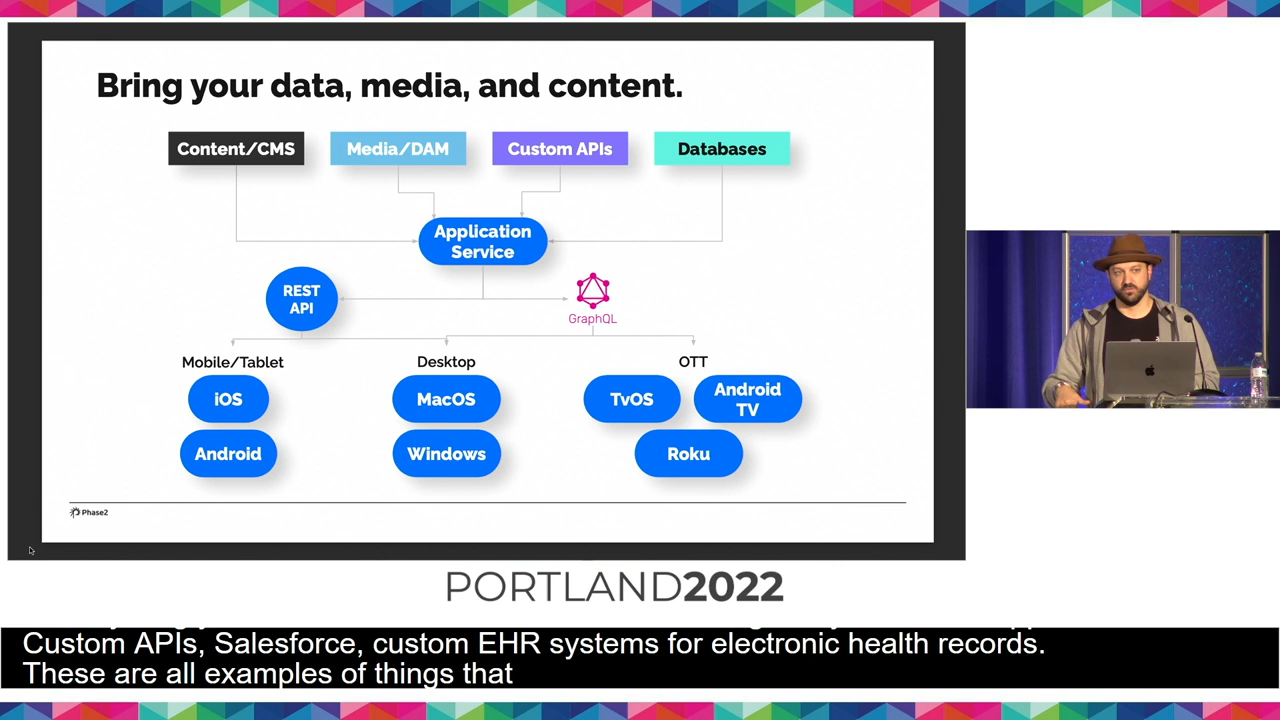 Bring your data, media, and content.
Content/CMS
Media/DAM
Custom APIs
Databases
Application
Service
REST
API
GraphQL
Mobile/Tablet
Desktop
OTT
iOS
MacOS
TvOS
Android
TV
Android
Windows
Roku
Phase2
PORTLAND2022
Custom APIs, Salesforce, custom EHR systems for electronic health records.
These are all examples of things that